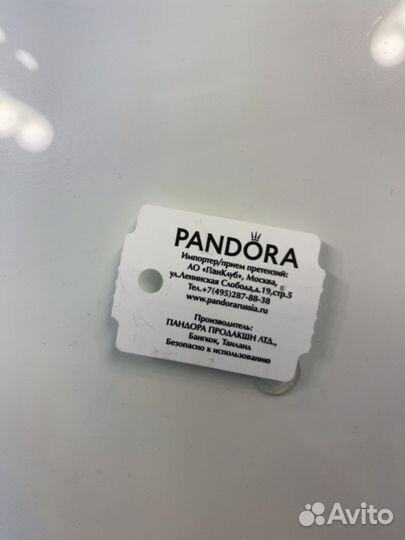 PANDORA
Импортер/прием претензий:
АО «ПанКлуб», Москва,
ул.Ленинская Слобода,д.19,стр.5
Тел.+7(495)287-88-38
www.pandorarussia.ru
Производитель:
ПАНДОРА ПРОДАКШН ЛТД.,
Бангкок, Таиланд
Безопасно к использованию
Avito